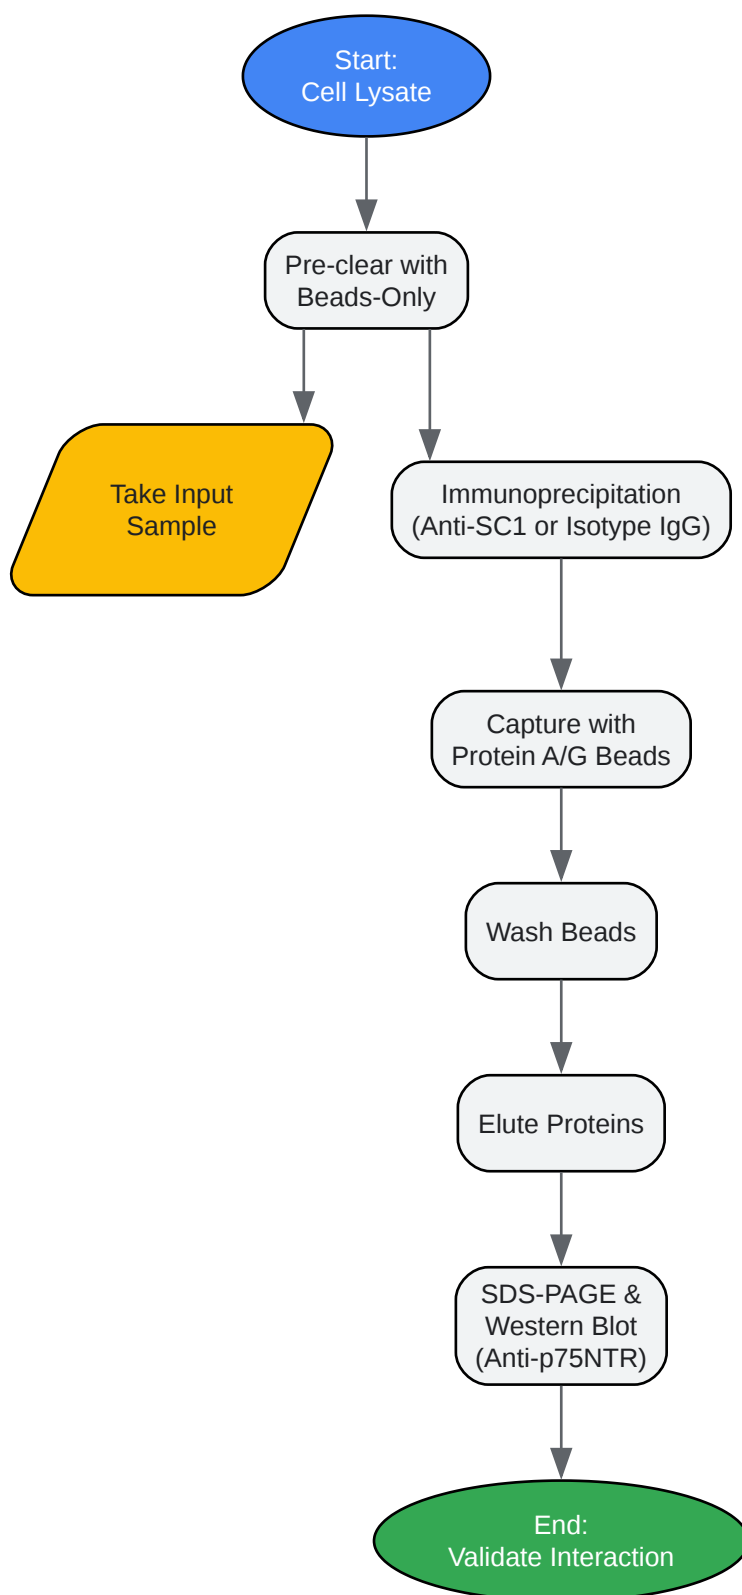 Start:
Cell Lysate
Pre-clear with
Beads-Only
Take Input
Sample
Immunoprecipitation
(Anti-SC1 or Isotype IgG)
Capture with
Protein A/G Beads
Wash Beads
Elute Proteins
SDS-PAGE &
Western Blot
(Anti-p75NTR)
End:
Validate Interaction